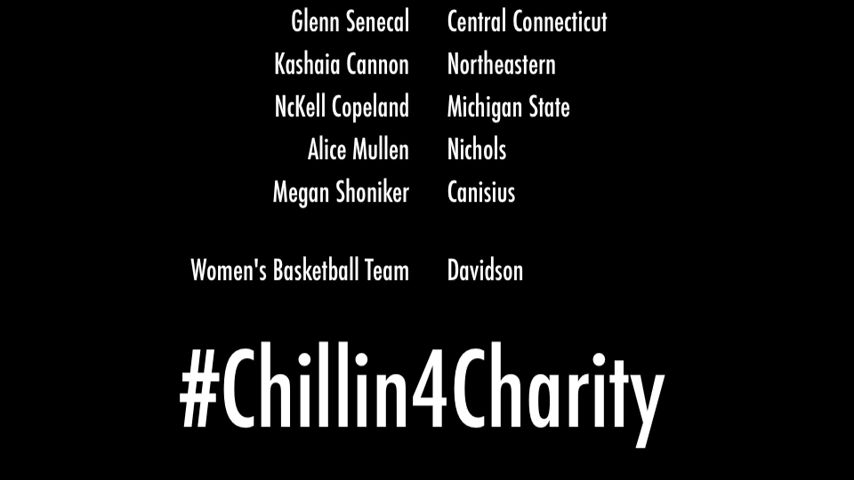 Glenn Senecal Central Connecticut
Kashaia Cannon Northeastern
NcKell Copeland Michigan State
Alice Mullen Nichols
Megan Shoniker Canisius
Women's Basketball Team Davidson
#Chillin4Charity